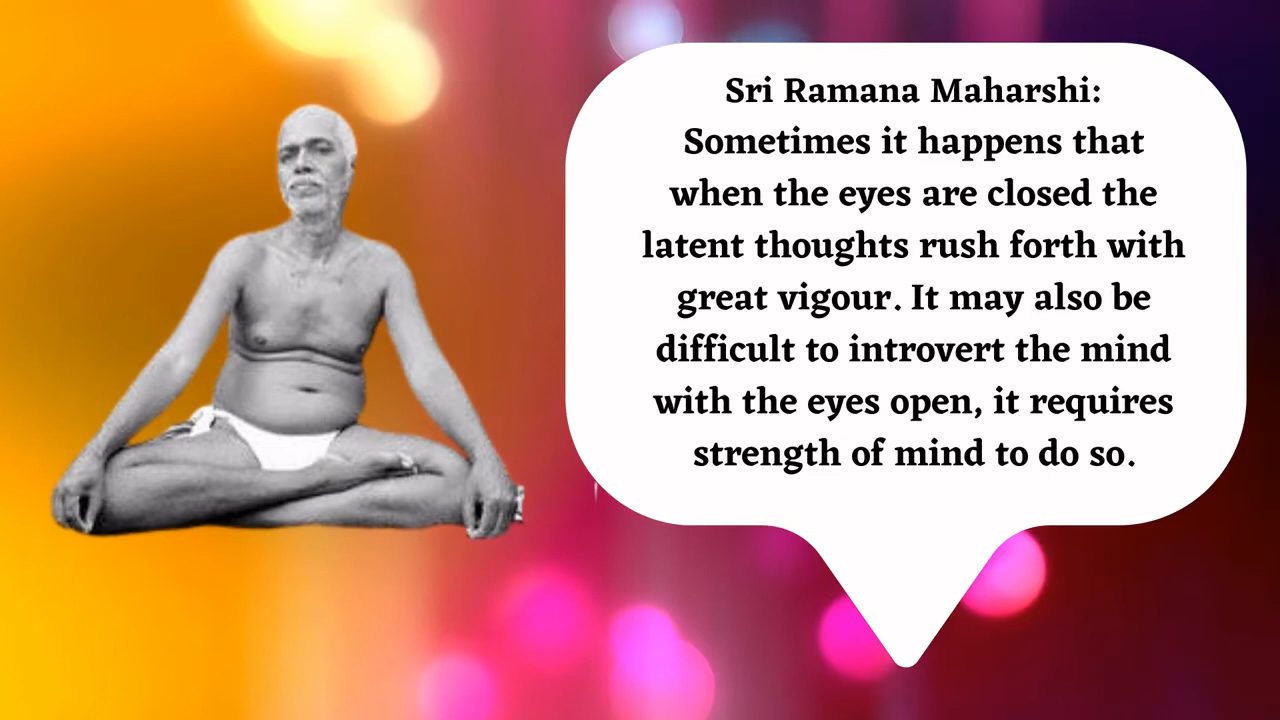 Sri Ramana Maharshi:
Sometimes it happens that
when the eyes are closed the
latent thoughts rush forth with
great vigour. It may also be
difficult to introvert the mind
with the eyes open, it requires
strength of mind to do so.